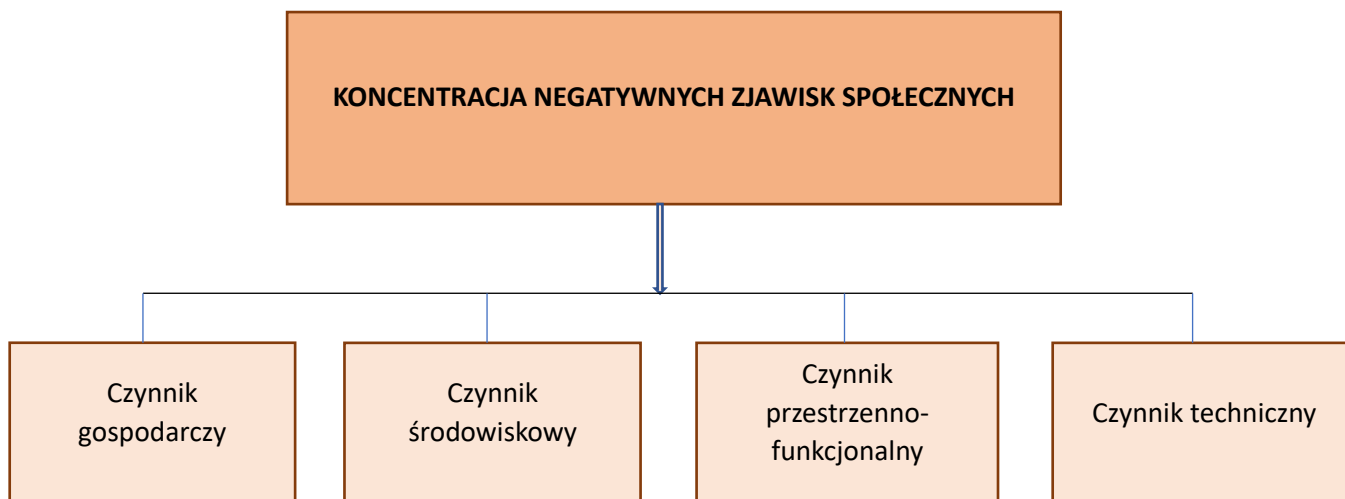 KONCENTRACJA NEGATYWNYCH ZJAWISK SPOŁECZNYCH
Czynnik
gospodarczy
Czynnik
środowiskowy
Czynnik
przestrzenno-
funkcjonalny
Czynnik techniczny